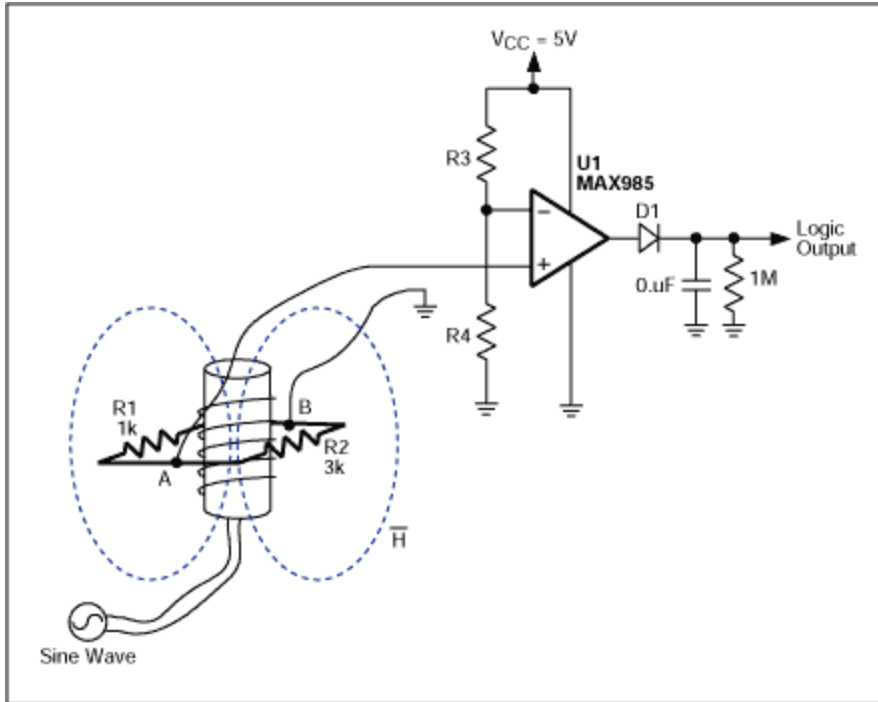 VCC = 5V
R3
U1
MAX985
D1
Logic
Output
−
+
0.uF
1M
R4
R1
1k
B
R2
3k
A
H
Sine Wave